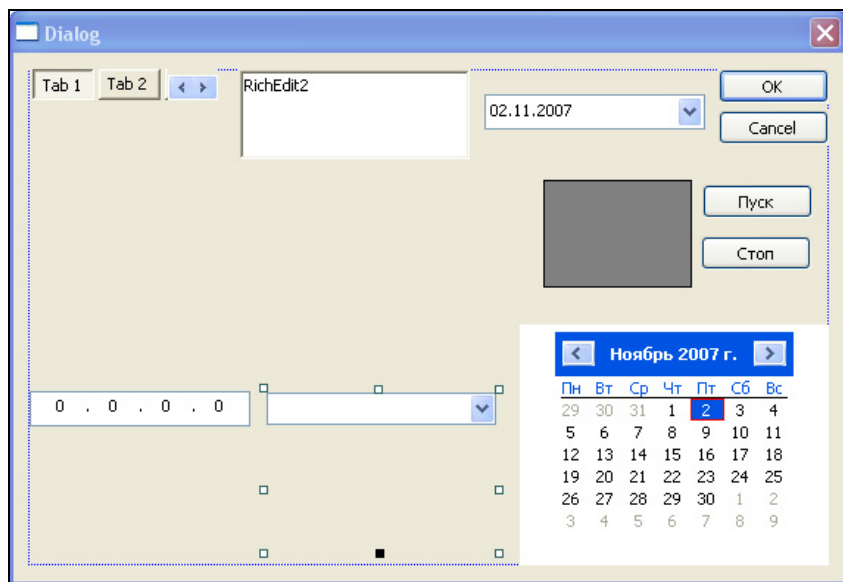 Dialog
Tab 1 Tab 2
RichEdit2
02.11.2007
OK
Cancel
Пуск
Стоп
0 . 0 . 0 . 0
Ноябрь 2007 г.
Пн Вт Ср Чт Пт Сб Вс
29 30 31 1 2 3 4
5 6 7 8 9 10 11
12 13 14 15 16 17 18
19 20 21 22 23 24 25
26 27 28 29 30 1 2
3 4 5 6 7 8 9